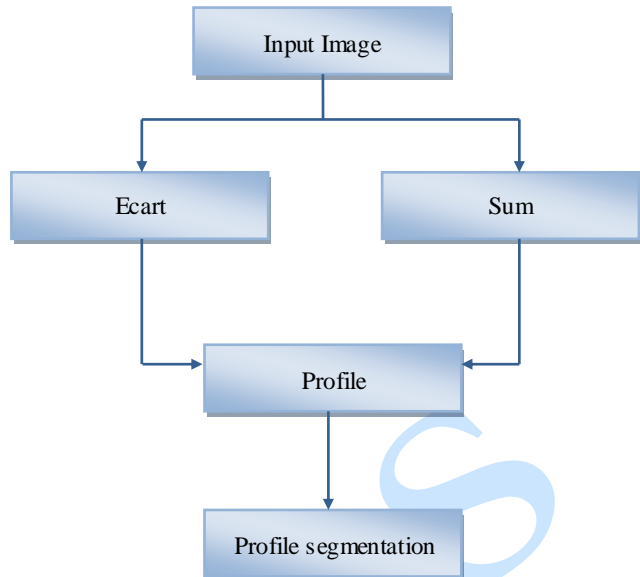 Input Image
Ecart
Sum
Profile
S
Profile segmentation